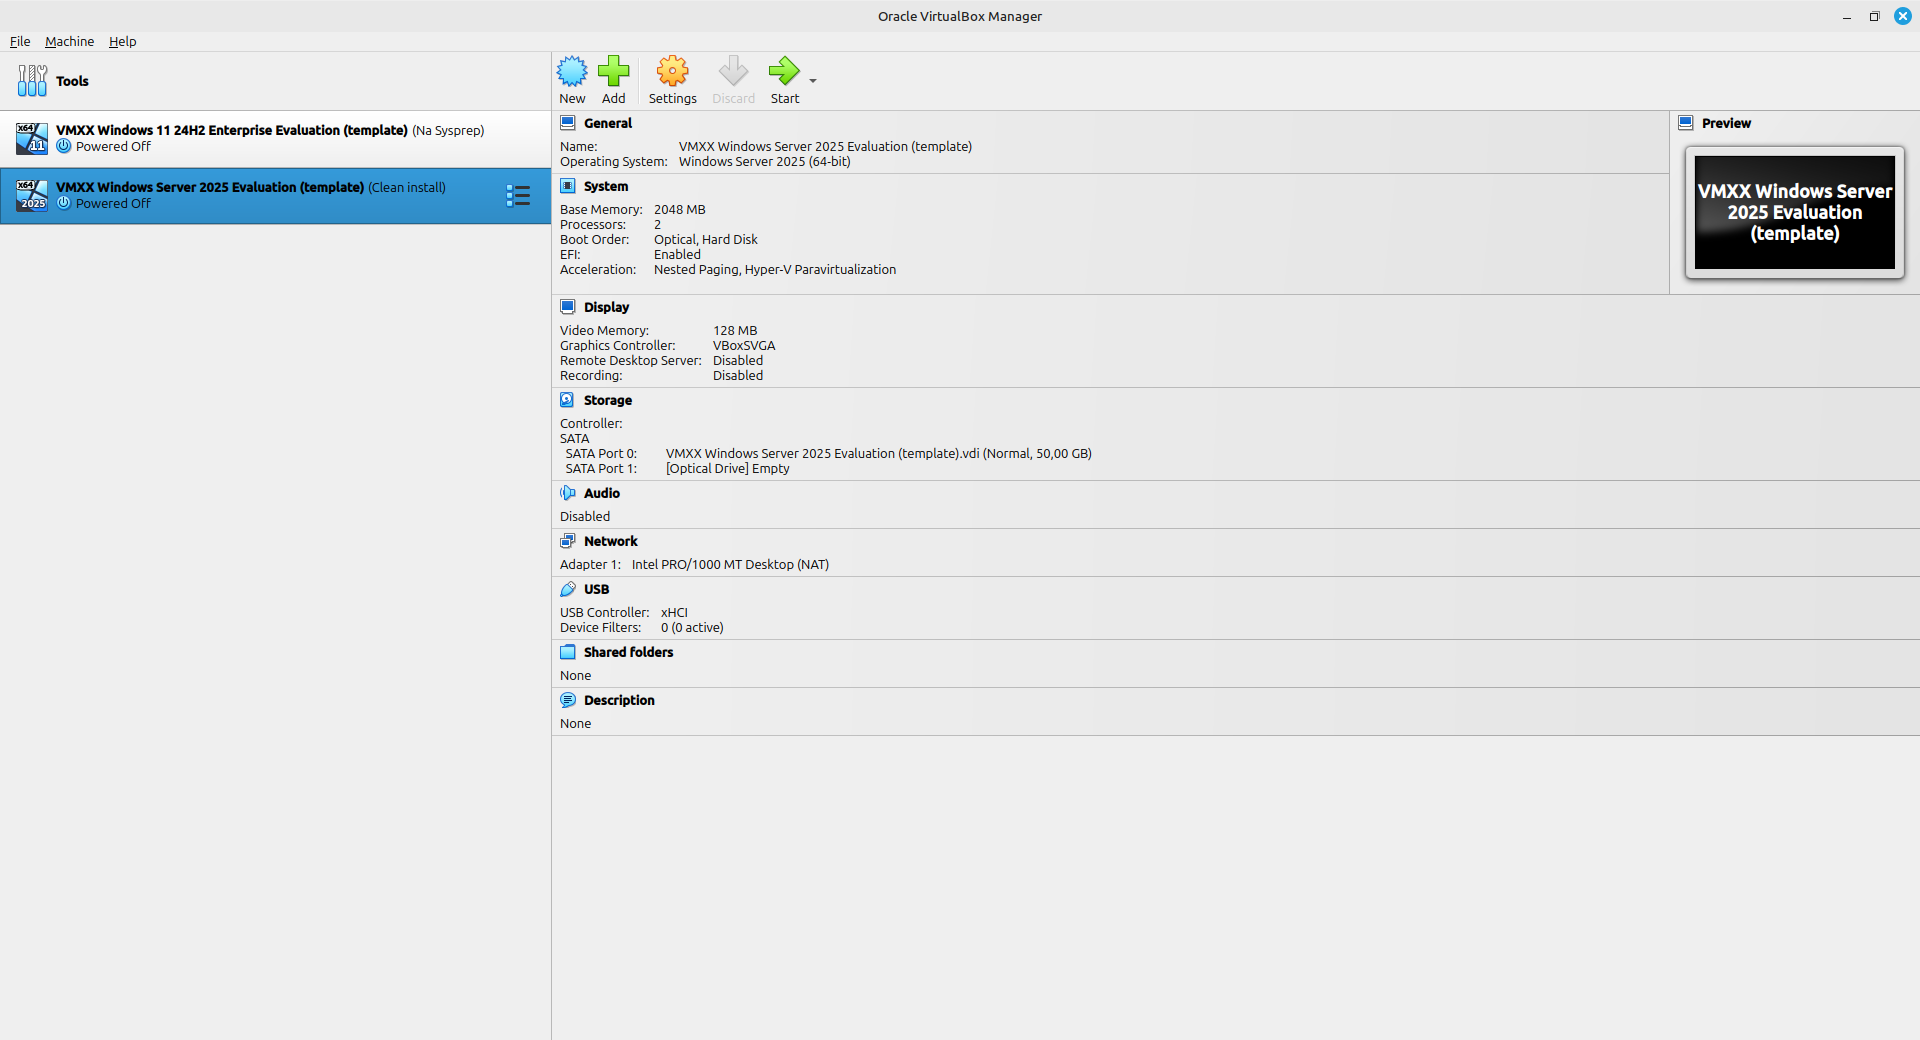 Oracle VirtualBox Manager
File Machine Help
Tools
New Add Settings Discard Start
x64 11
VMXX Windows 11 24H2 Enterprise Evaluation (template) (Na Sysprep)
Powered Off
x64 2025
VMXX Windows Server 2025 Evaluation (template) (Clean install)
Powered Off
General
Name: VMXX Windows Server 2025 Evaluation (template)
Operating System: Windows Server 2025 (64-bit)
System
Base Memory: 2048 MB
Processors: 2
Boot Order: Optical, Hard Disk
EFI: Enabled
Acceleration: Nested Paging, Hyper-V Paravirtualization
Display
Video Memory: 128 MB
Graphics Controller: VBoxSVGA
Remote Desktop Server: Disabled
Recording: Disabled
Storage
Controller:
SATA
SATA Port 0: VMXX Windows Server 2025 Evaluation (template).vdi (Normal, 50,00 GB)
SATA Port 1: [Optical Drive] Empty
Audio
Disabled
Network
Adapter 1: Intel PRO/1000 MT Desktop (NAT)
USB
USB Controller: xHCI
Device Filters: 0 (0 active)
Shared folders
None
Description
None
Preview
VMXX Windows Server
2025 Evaluation
(template)